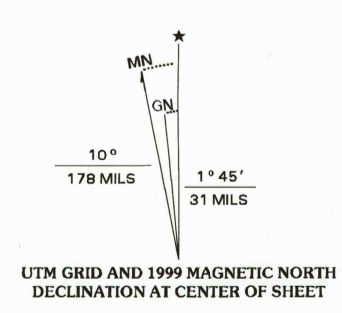 ★
MN
GN
10°
178 MILS
1° 45′
31 MILS
UTM GRID AND 1999 MAGNETIC NORTH
DECLINATION AT CENTER OF SHEET